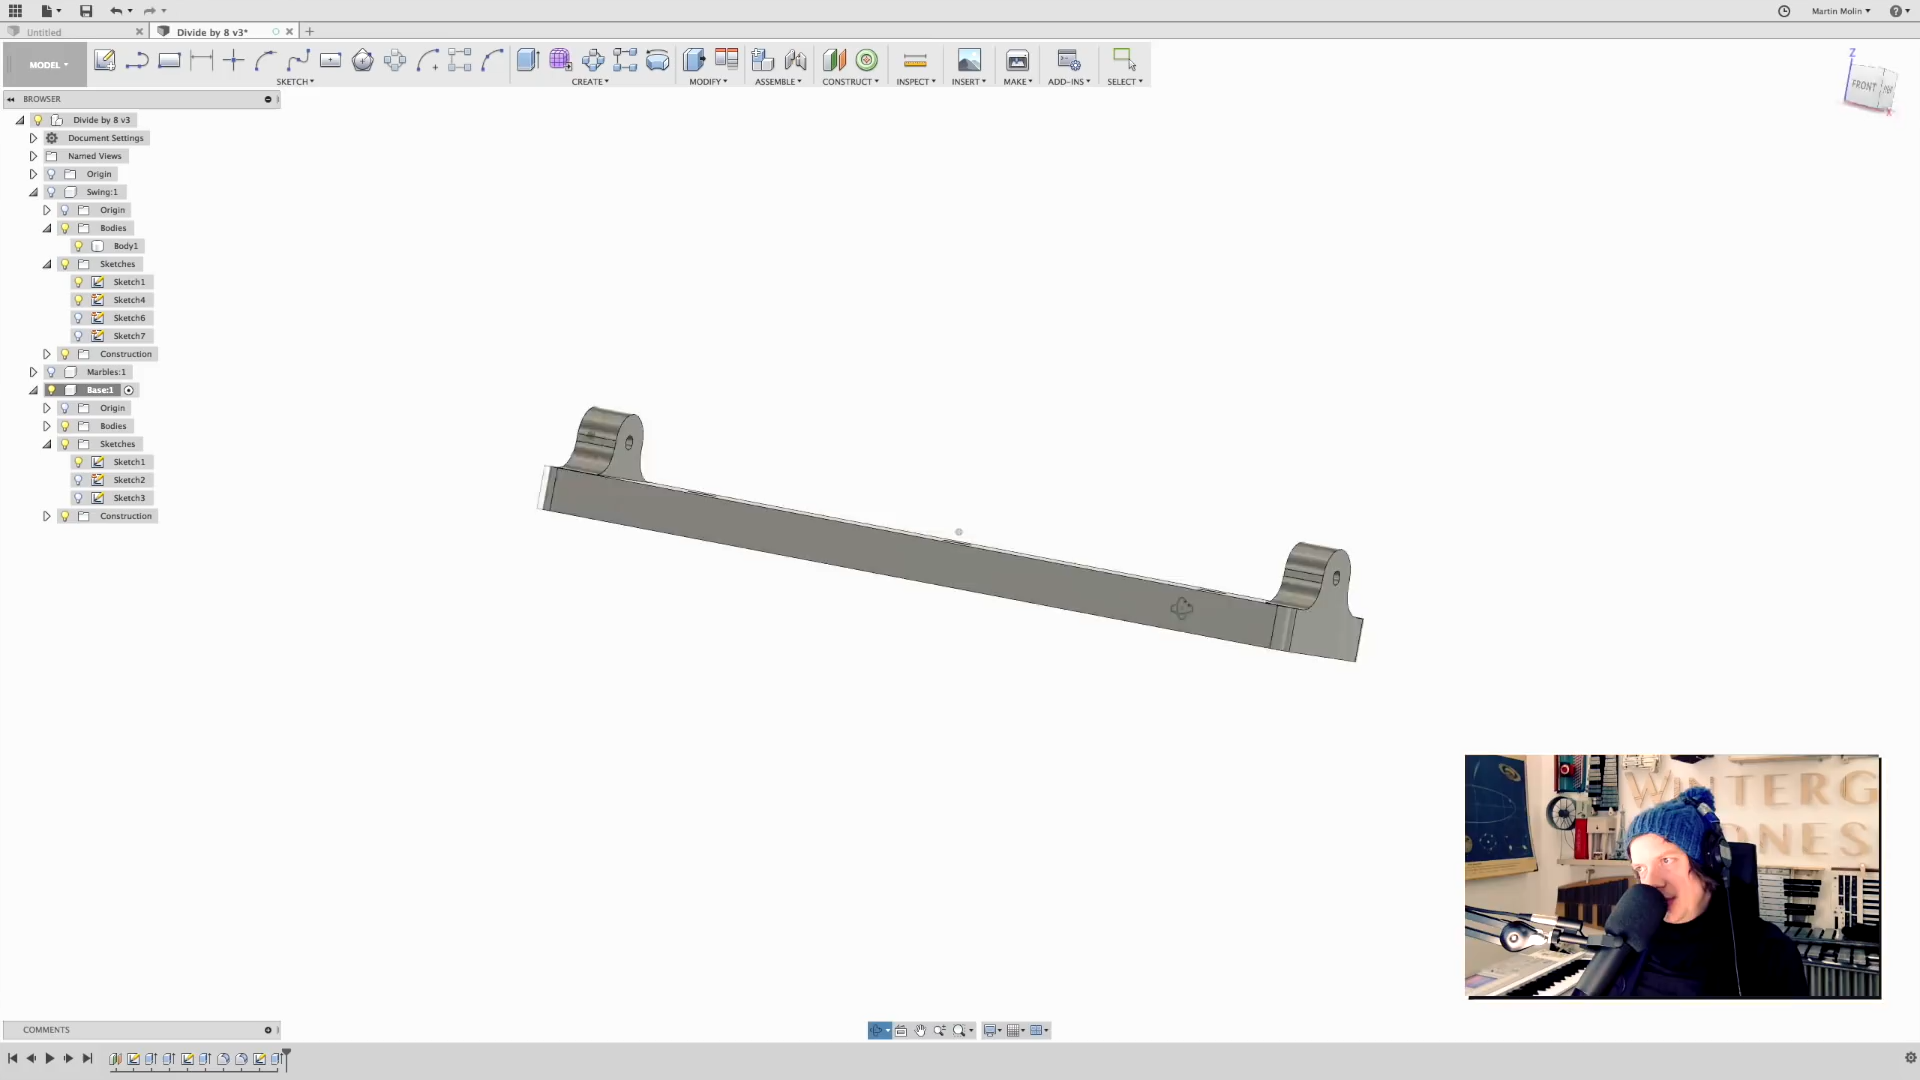 Martin Molin
Untitled
Divide by 8 v3*
MODEL
SKETCH
CREATE
MODIFY
ASSEMBLE
CONSTRUCT
INSPECT
INSERT
MAKE
ADD-INS
SELECT
Z
FRONT
X
BROWSER
Divide by 8 v3
Document Settings
Named Views
Origin
Swing:1
Origin
Bodies
Body1
Sketches
Sketch1
Sketch4
Sketch6
Sketch7
Construction
Marbles:1
Base:1
Origin
Bodies
Sketches
Sketch1
Sketch2
Sketch3
Construction
WINTERG
NES
COMMENTS